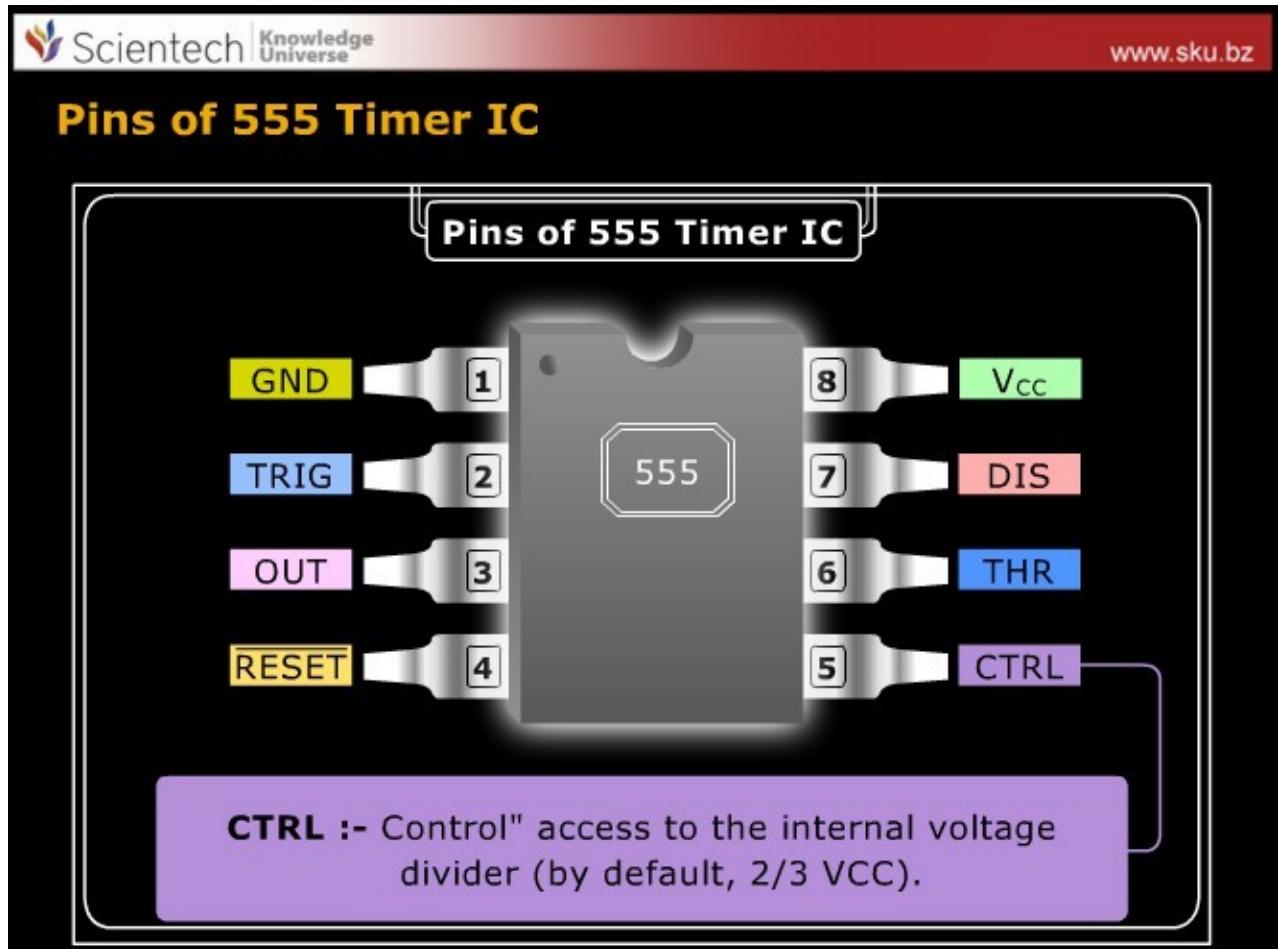 Scientech Knowledge Universe
www.sku.bz
Pins of 555 Timer IC
Pins of 555 Timer IC
GND 1 8 Vcc
TRIG 2 555 7 DIS
OUT 3 6 THR
RESET 4 5 CTRL
CTRL :- Control" access to the internal voltage
divider (by default, 2/3 VCC).